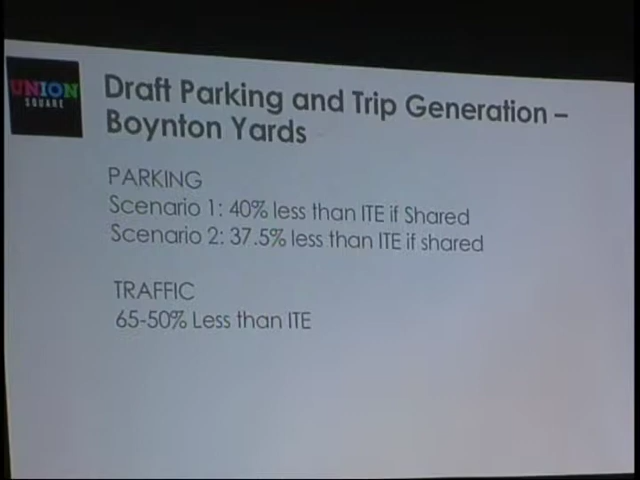 UNION
SQUARE
Draft Parking and Trip Generation –
Boynton Yards
PARKING
Scenario 1: 40% less than ITE if Shared
Scenario 2: 37.5% less than ITE if shared
TRAFFIC
65-50% Less than ITE